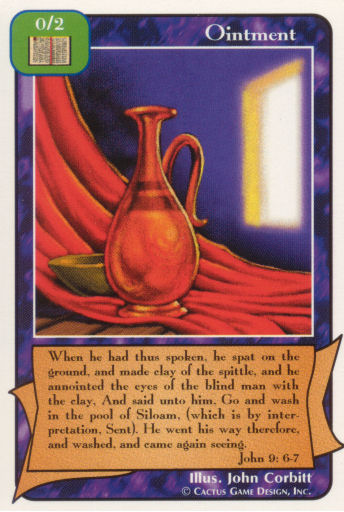 0/2
Ointment
When he had thus spoken, he spat on the
ground, and made clay of the spittle, and he
annointed the eyes of the blind man with
the clay, And said unto him, Go and wash
in the pool of Siloam, (which is by inter-
pretation, Sent). He went his way therefore,
and washed, and came again seeing.
John 9: 6-7
Illus. John Corbitt
© Cactus Game Design, Inc.